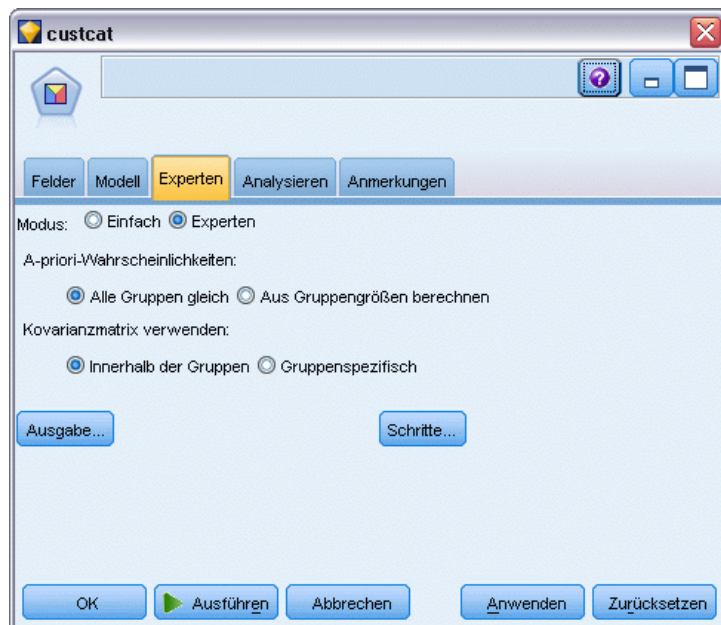 custcat
?
Felder Modell Experten Analysieren Anmerkungen
Modus: Einfach Experten
A-priori-Wahrscheinlichkeiten:
Alle Gruppen gleich Aus Gruppengrößen berechnen
Kovarianzmatrix verwenden:
Innerhalb der Gruppen Gruppenspezifisch
Ausgabe... Schritte...
OK Ausführen Abbrechen Anwenden Zurücksetzen